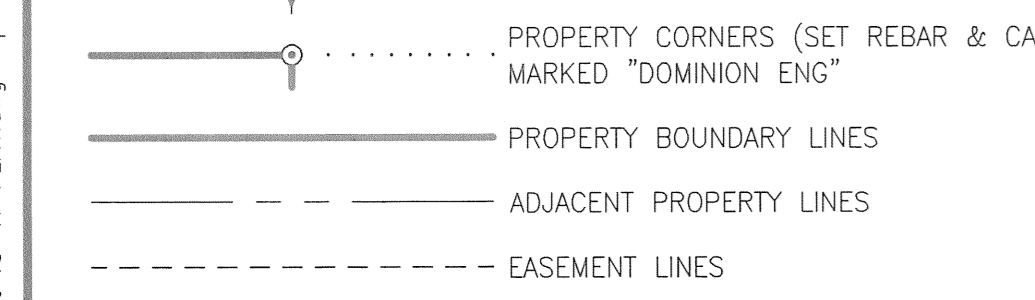 PROPERTY CORNERS (SET REBAR &
MARKED "DOMINION ENG"
PROPERTY BOUNDARY LINES
ADJACENT PROPERTY LINES
EASEMENT LINES